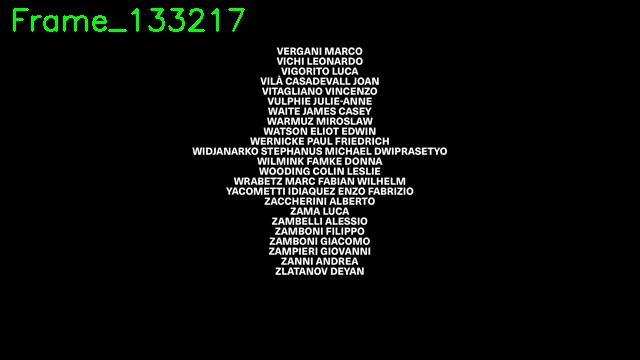 Frame_133217
VERGANI MARCO
VICHI LEONARDO
VIGORITO LUCA
VILÀ CASADEVALL JOAN
VITAGLIANO VINCENZO
VULPHIE JULIE-ANNE
WAITE JAMES CASEY
WARMUZ MIROSLAW
WATSON ELIOT EDWIN
WERNICKE PAUL FRIEDRICH
WIDJANARKO STEPHANUS MICHAEL DWIPRASETYO
WILMINK FAMKE DONNA
WOODING COLIN LESLIE
WRABETZ MARC FABIAN WILHELM
YACOMETTI IDIAQUEZ ENZO FABRIZIO
ZACCHERINI ALBERTO
ZAMA LUCA
ZAMBELLI ALESSIO
ZAMBONI FILIPPO
ZAMBONI GIACOMO
ZAMPIERI GIOVANNI
ZANNI ANDREA
ZLATANOV DEYAN